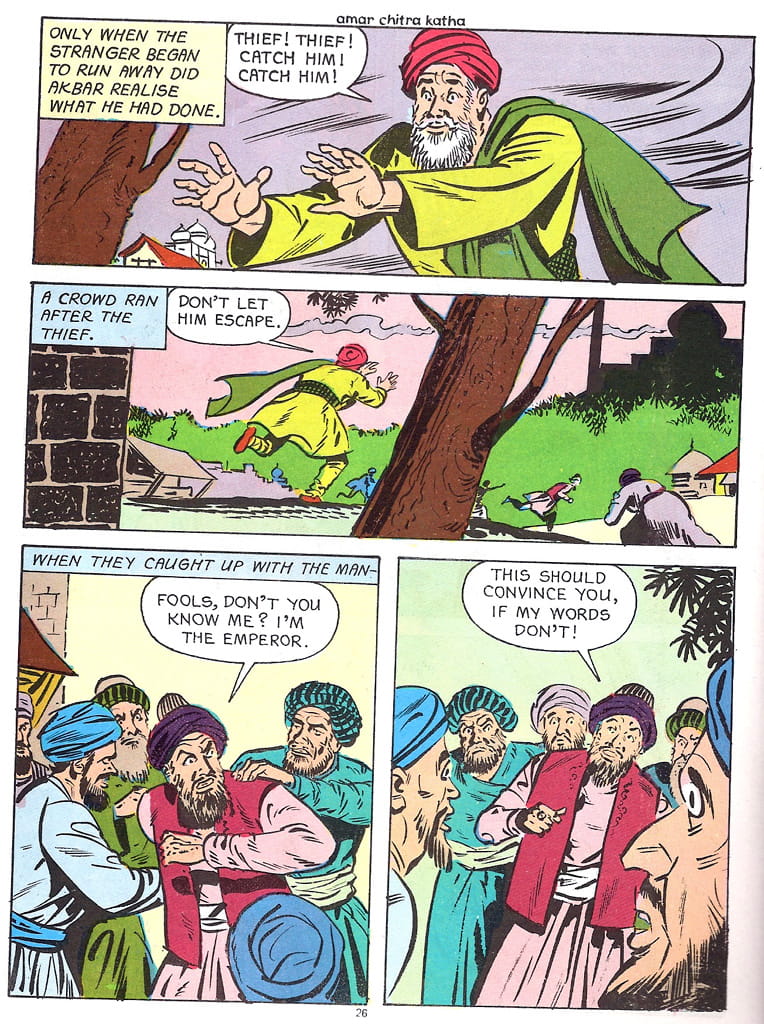 amar chitra katha
ONLY WHEN THE
STRANGER BEGAN
TO RUN AWAY DID
AKBAR REALISE
WHAT HE HAD DONE.
THIEF! THIEF!
CATCH HIM!
CATCH HIM!
A CROWD RAN
AFTER THE
THIEF.
DON'T LET
HIM ESCAPE.
WHEN THEY CAUGHT UP WITH THE MAN-
FOOLS, DON'T YOU
KNOW ME? I'M
THE EMPEROR.
THIS SHOULD
CONVINCE YOU,
IF MY WORDS
DON'T!
26